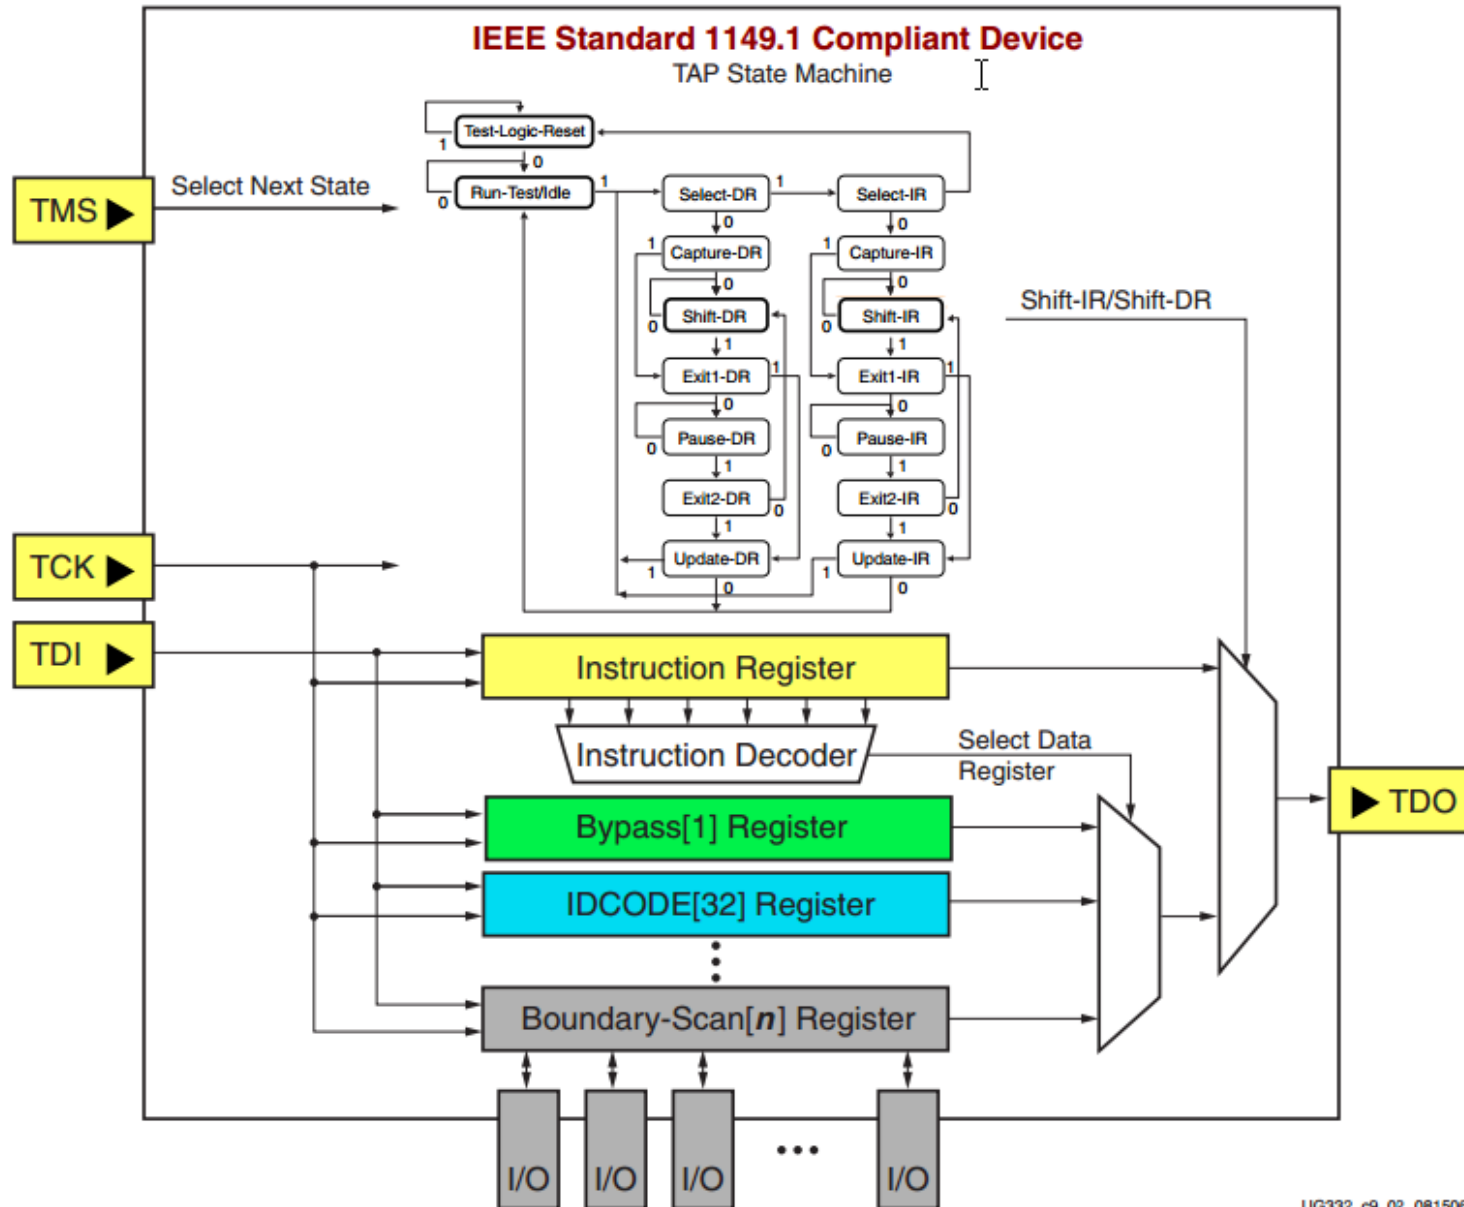 IEEE Standard 1149.1 Compliant Device
TAP State Machine
Test-Logic-Reset
1
0
Run-Test/Idle
0
1
Select-DR
1
Select-IR
0
0
1
Capture-DR
1
Capture-IR
0
0
Shift-DR
0
Shift-IR
0
1
1
Exit1-DR
1
Exit1-IR
1
0
0
Pause-DR
0
Pause-IR
0
1
1
Exit2-DR
0
Exit2-IR
0
1
1
Update-DR
1
Update-IR
1
0
0
TMS
Select Next State
Shift-IR/Shift-DR
TCK
TDI
Instruction Register
Instruction Decoder
Select Data
Register
Bypass[1] Register
TDO
IDCODE[32] Register
Boundary-Scan[n] Register
I/O
I/O
I/O
I/O
UG332_c9_02_081506